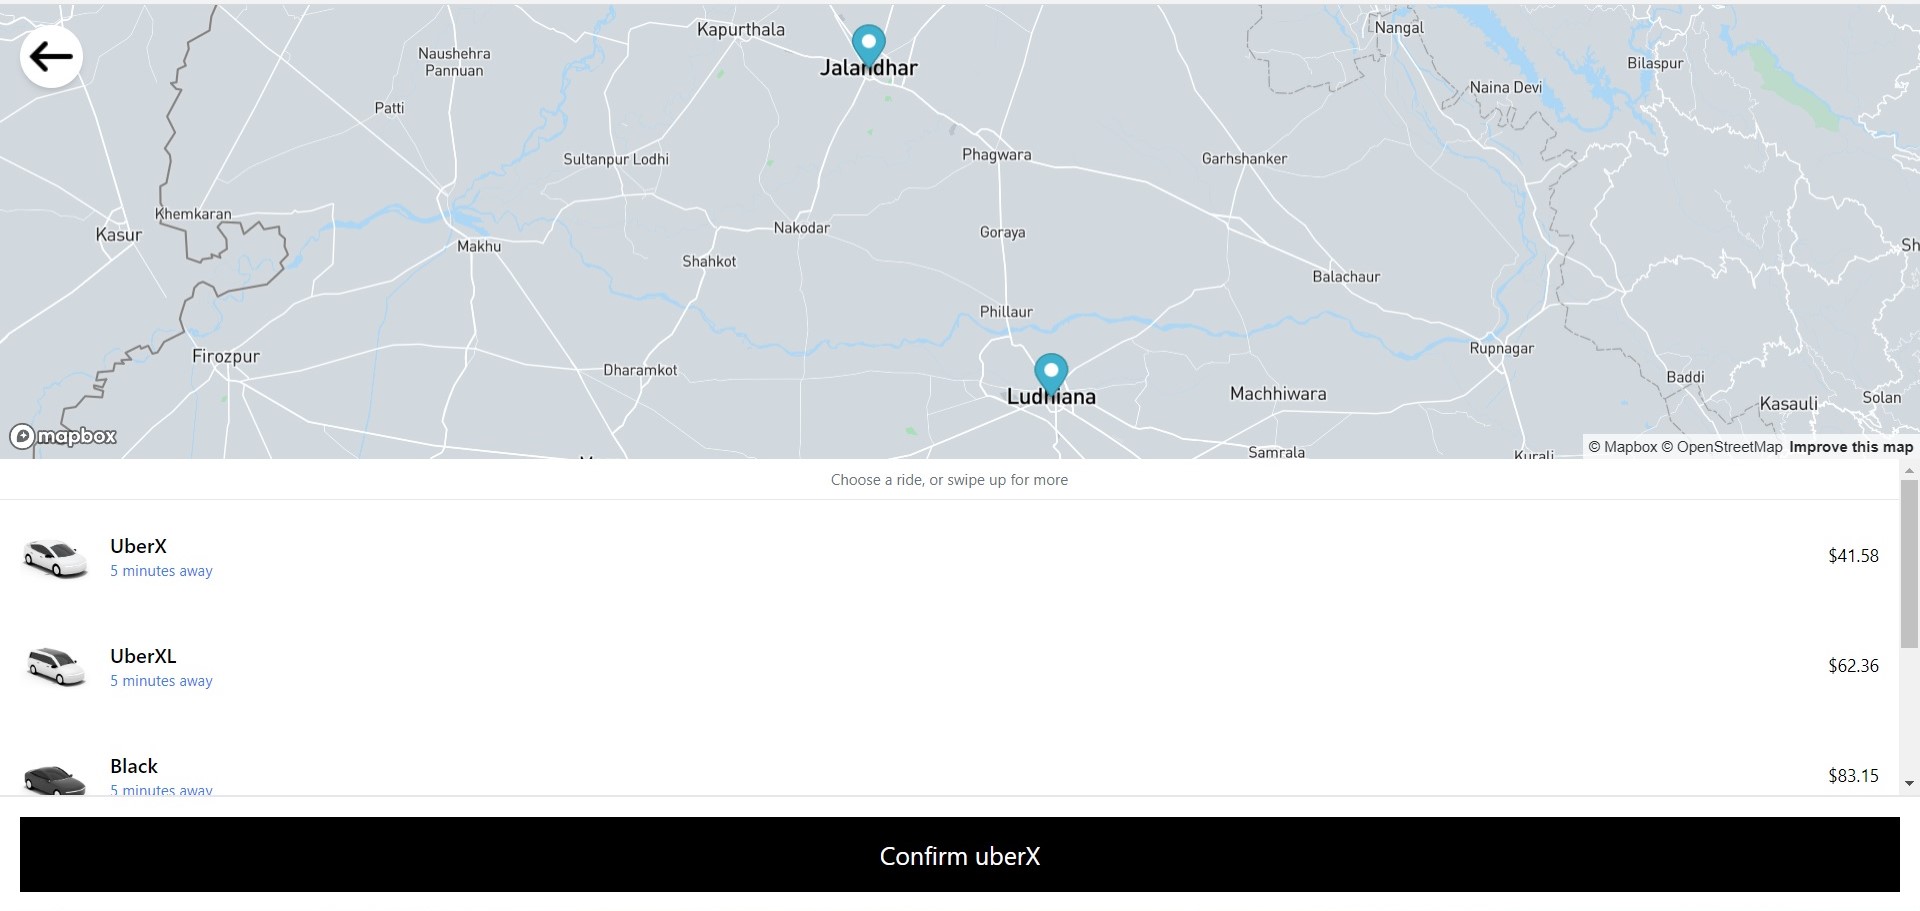 Kapurthala
Nangal
Naushehra
Pannuan
Jalandhar
Bilaspur
Naina Devi
Patti
Sultanpur Lodhi
Phagwara
Garhshanker
Khemkaran
Kasur
Nakodar
Goraya
Makhu
Shahkot
Balachaur
Phillaur
Firozpur
Rupnagar
Dharamkot
Baddi
Ludhiana
Machhiwara
Kasauli
Solan
mapbox
Samrala
Kurali
© Mapbox © OpenStreetMap Improve this map
Choose a ride, or swipe up for more
UberX
5 minutes away
$41.58
UberXL
5 minutes away
$62.36
Black
5 minutes away
$83.15
Confirm uberX